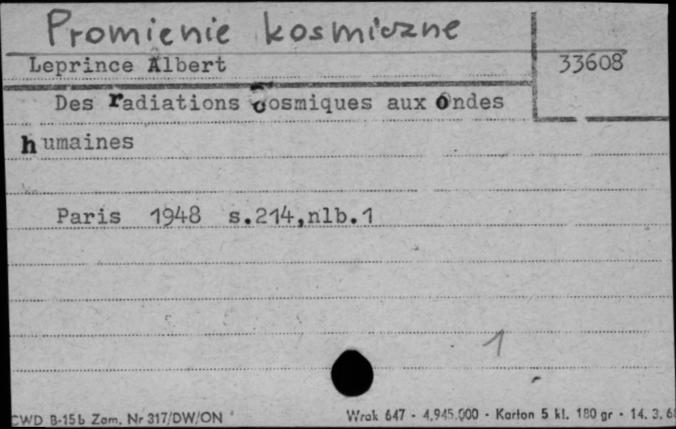 Promienie kosmiczne
Leprince Albert
33608
Des radiations cosmiques aux ondes
humaines
Paris 1948 s.214,nlb.1
1
CWD B-15b Zam. Nr 317/DW/ON
Wrak 647 - 4.945.000 - Karton 5 kl. 180 gr - 14. 3. 6